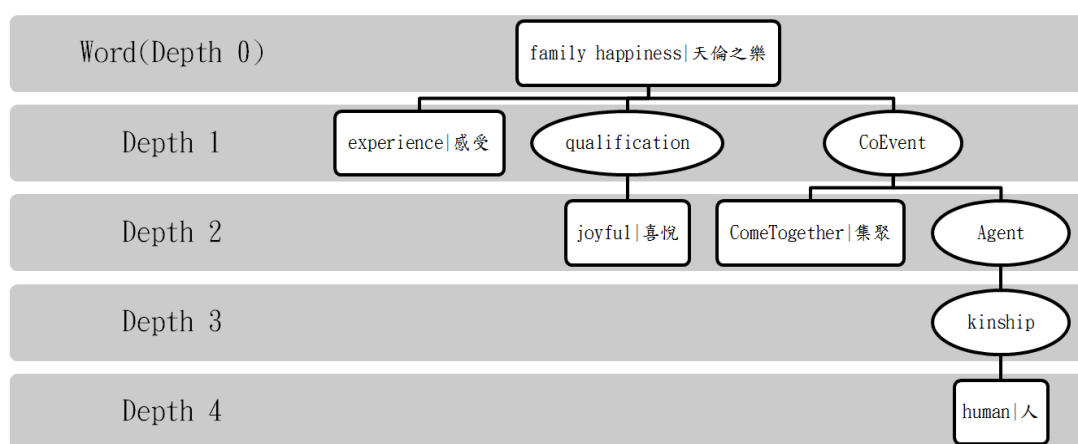 Word(Depth 0)
family happiness|天倫之樂
Depth 1
experience|感受
qualification
CoEvent
Depth 2
joyful|喜悅
ComeTogether|集聚
Agent
Depth 3
kinship
Depth 4
human|人